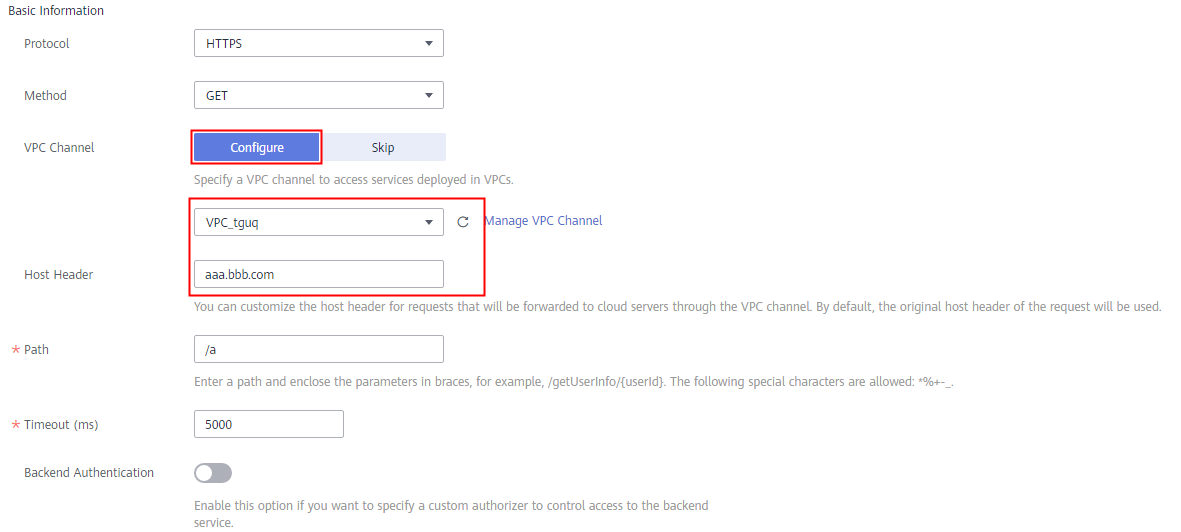 Basic Information
Protocol
HTTPS
Method
GET
VPC Channel
Configure
Skip
Specify a VPC channel to access services deployed in VPCs.
VPC_tguq
Manage VPC Channel
Host Header
aaa.bbb.com
You can customize the host header for requests that will be forwarded to cloud servers through the VPC channel. By default, the original host header of the request will be used.
* Path
/a
Enter a path and enclose the parameters in braces, for example, /getUserInfo/{userId}. The following special characters are allowed: *%+-_.
* Timeout (ms)
5000
Backend Authentication
Enable this option if you want to specify a custom authorizer to control access to the backend
service.